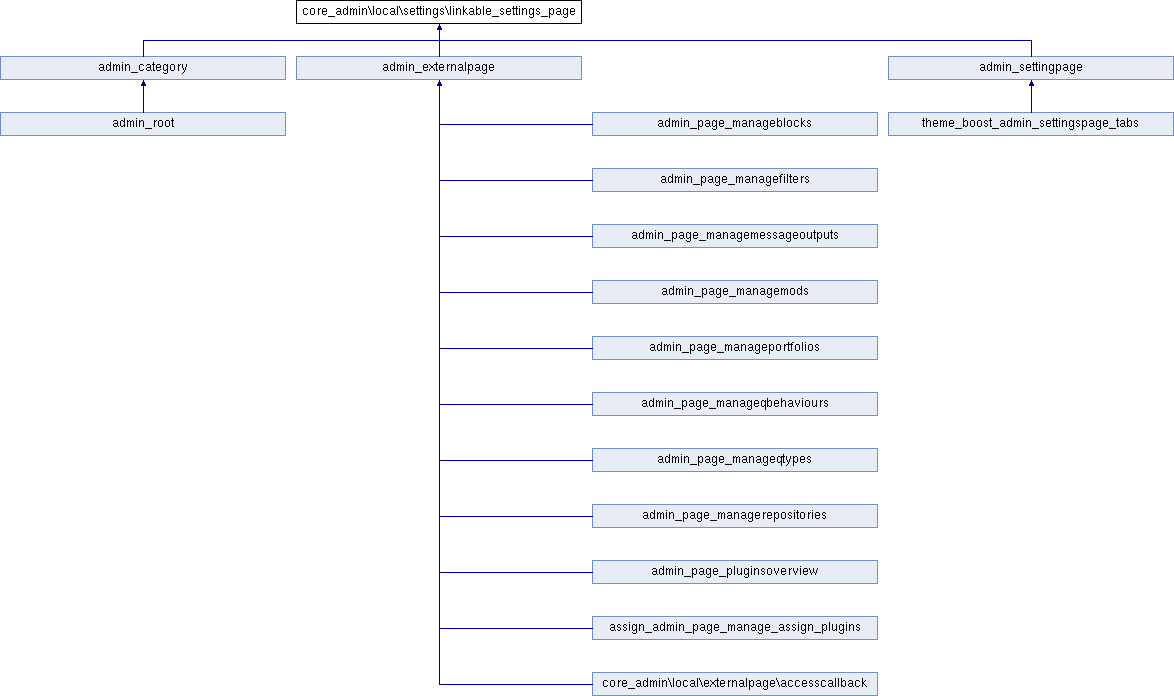 core_admin\local\settings\linkable_settings_page
admin_category
admin_externalpage
admin_settingpage
admin_root
admin_page_manageblocks
theme_boost_admin_settingspage_tabs
admin_page_managefilters
admin_page_managemessageoutputs
admin_page_managemods
admin_page_manageportfolios
admin_page_manageqbehaviours
admin_page_manageqtypes
admin_page_managerepositories
admin_page_pluginsoverview
assign_admin_page_manage_assign_plugins
core_admin\local\externalpage\accesscallback